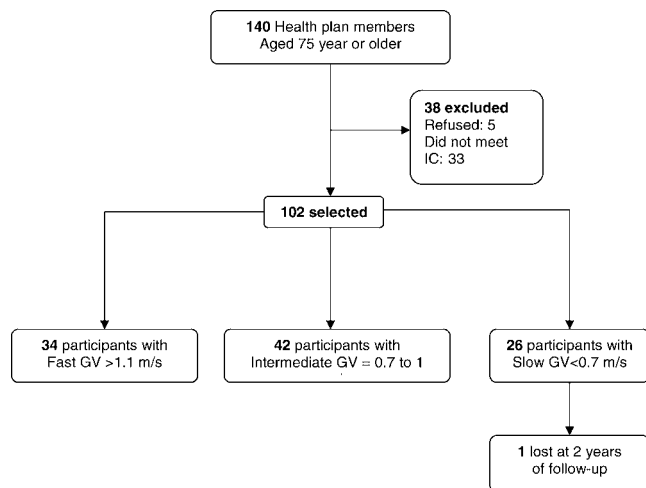 140 Health plan members
Aged 75 year or older
38 excluded
Refused: 5
Did not meet
IC: 33
102 selected
34 participants with
Fast GV >1.1 m/s
42 participants with
Intermediate GV = 0.7 to 1
26 participants with
Slow GV<0.7 m/s
1 lost at 2 years
of follow-up